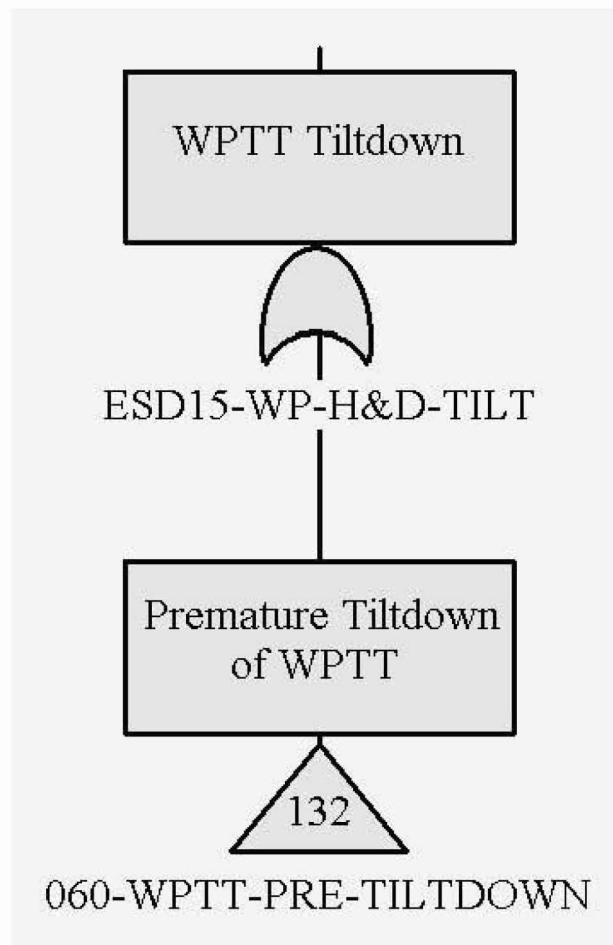 WPTT Tiltdown
ESD15-WP-H&D-TILT
Premature Tiltdown
of WPTT
132
060-WPTT-PRE-TILTDOWN